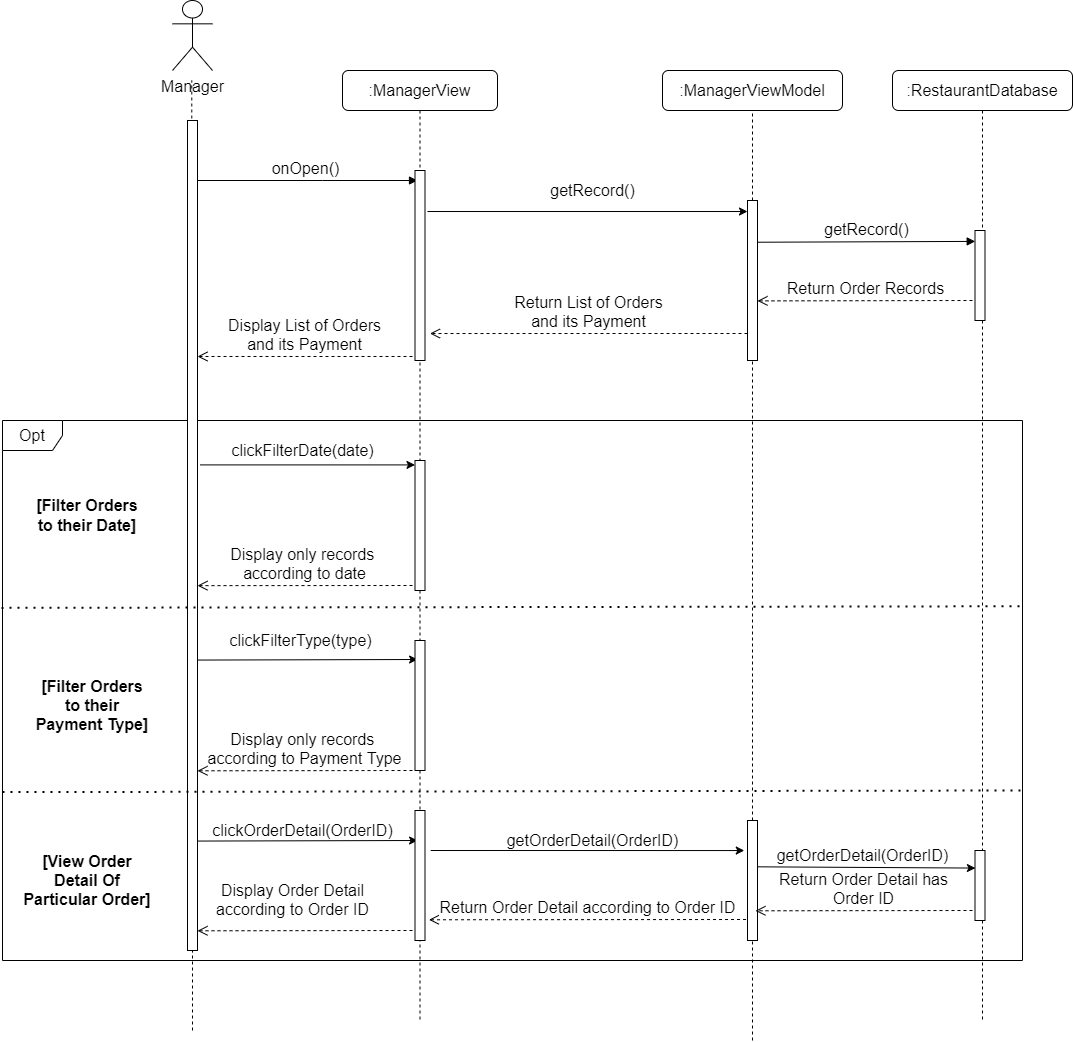 Manager
:ManagerView
:ManagerViewModel
:RestaurantDatabase
onOpen()
getRecord()
getRecord()
Return Order Records
Return List of Orders
and its Payment
Display List of Orders
and its Payment
Opt
clickFilterDate(date)
[Filter Orders
to their Date]
Display only records
according to date
clickFilterType(type)
[Filter Orders
to their
Payment Type]
Display only records
according to Payment Type
clickOrderDetail(OrderID)
getOrderDetail(OrderID)
getOrderDetail(OrderID)
[View Order
Detail Of
Particular Order]
Display Order Detail
according to Order ID
Return Order Detail according to Order ID
Return Order Detail has
Order ID